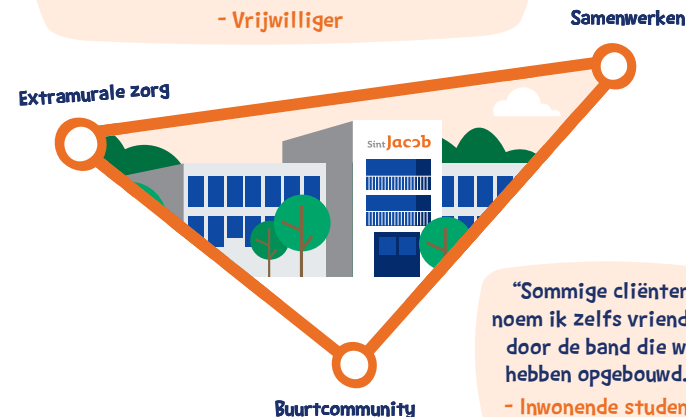 - Vrijwilliger
Samenwerken
Extramurale zorg
Sint Jacob
“Sommige cliënten
noem ik zelfs vriend
door de band die w
hebben opgebouwd.
- Inwonende studen
Buurtcommunity